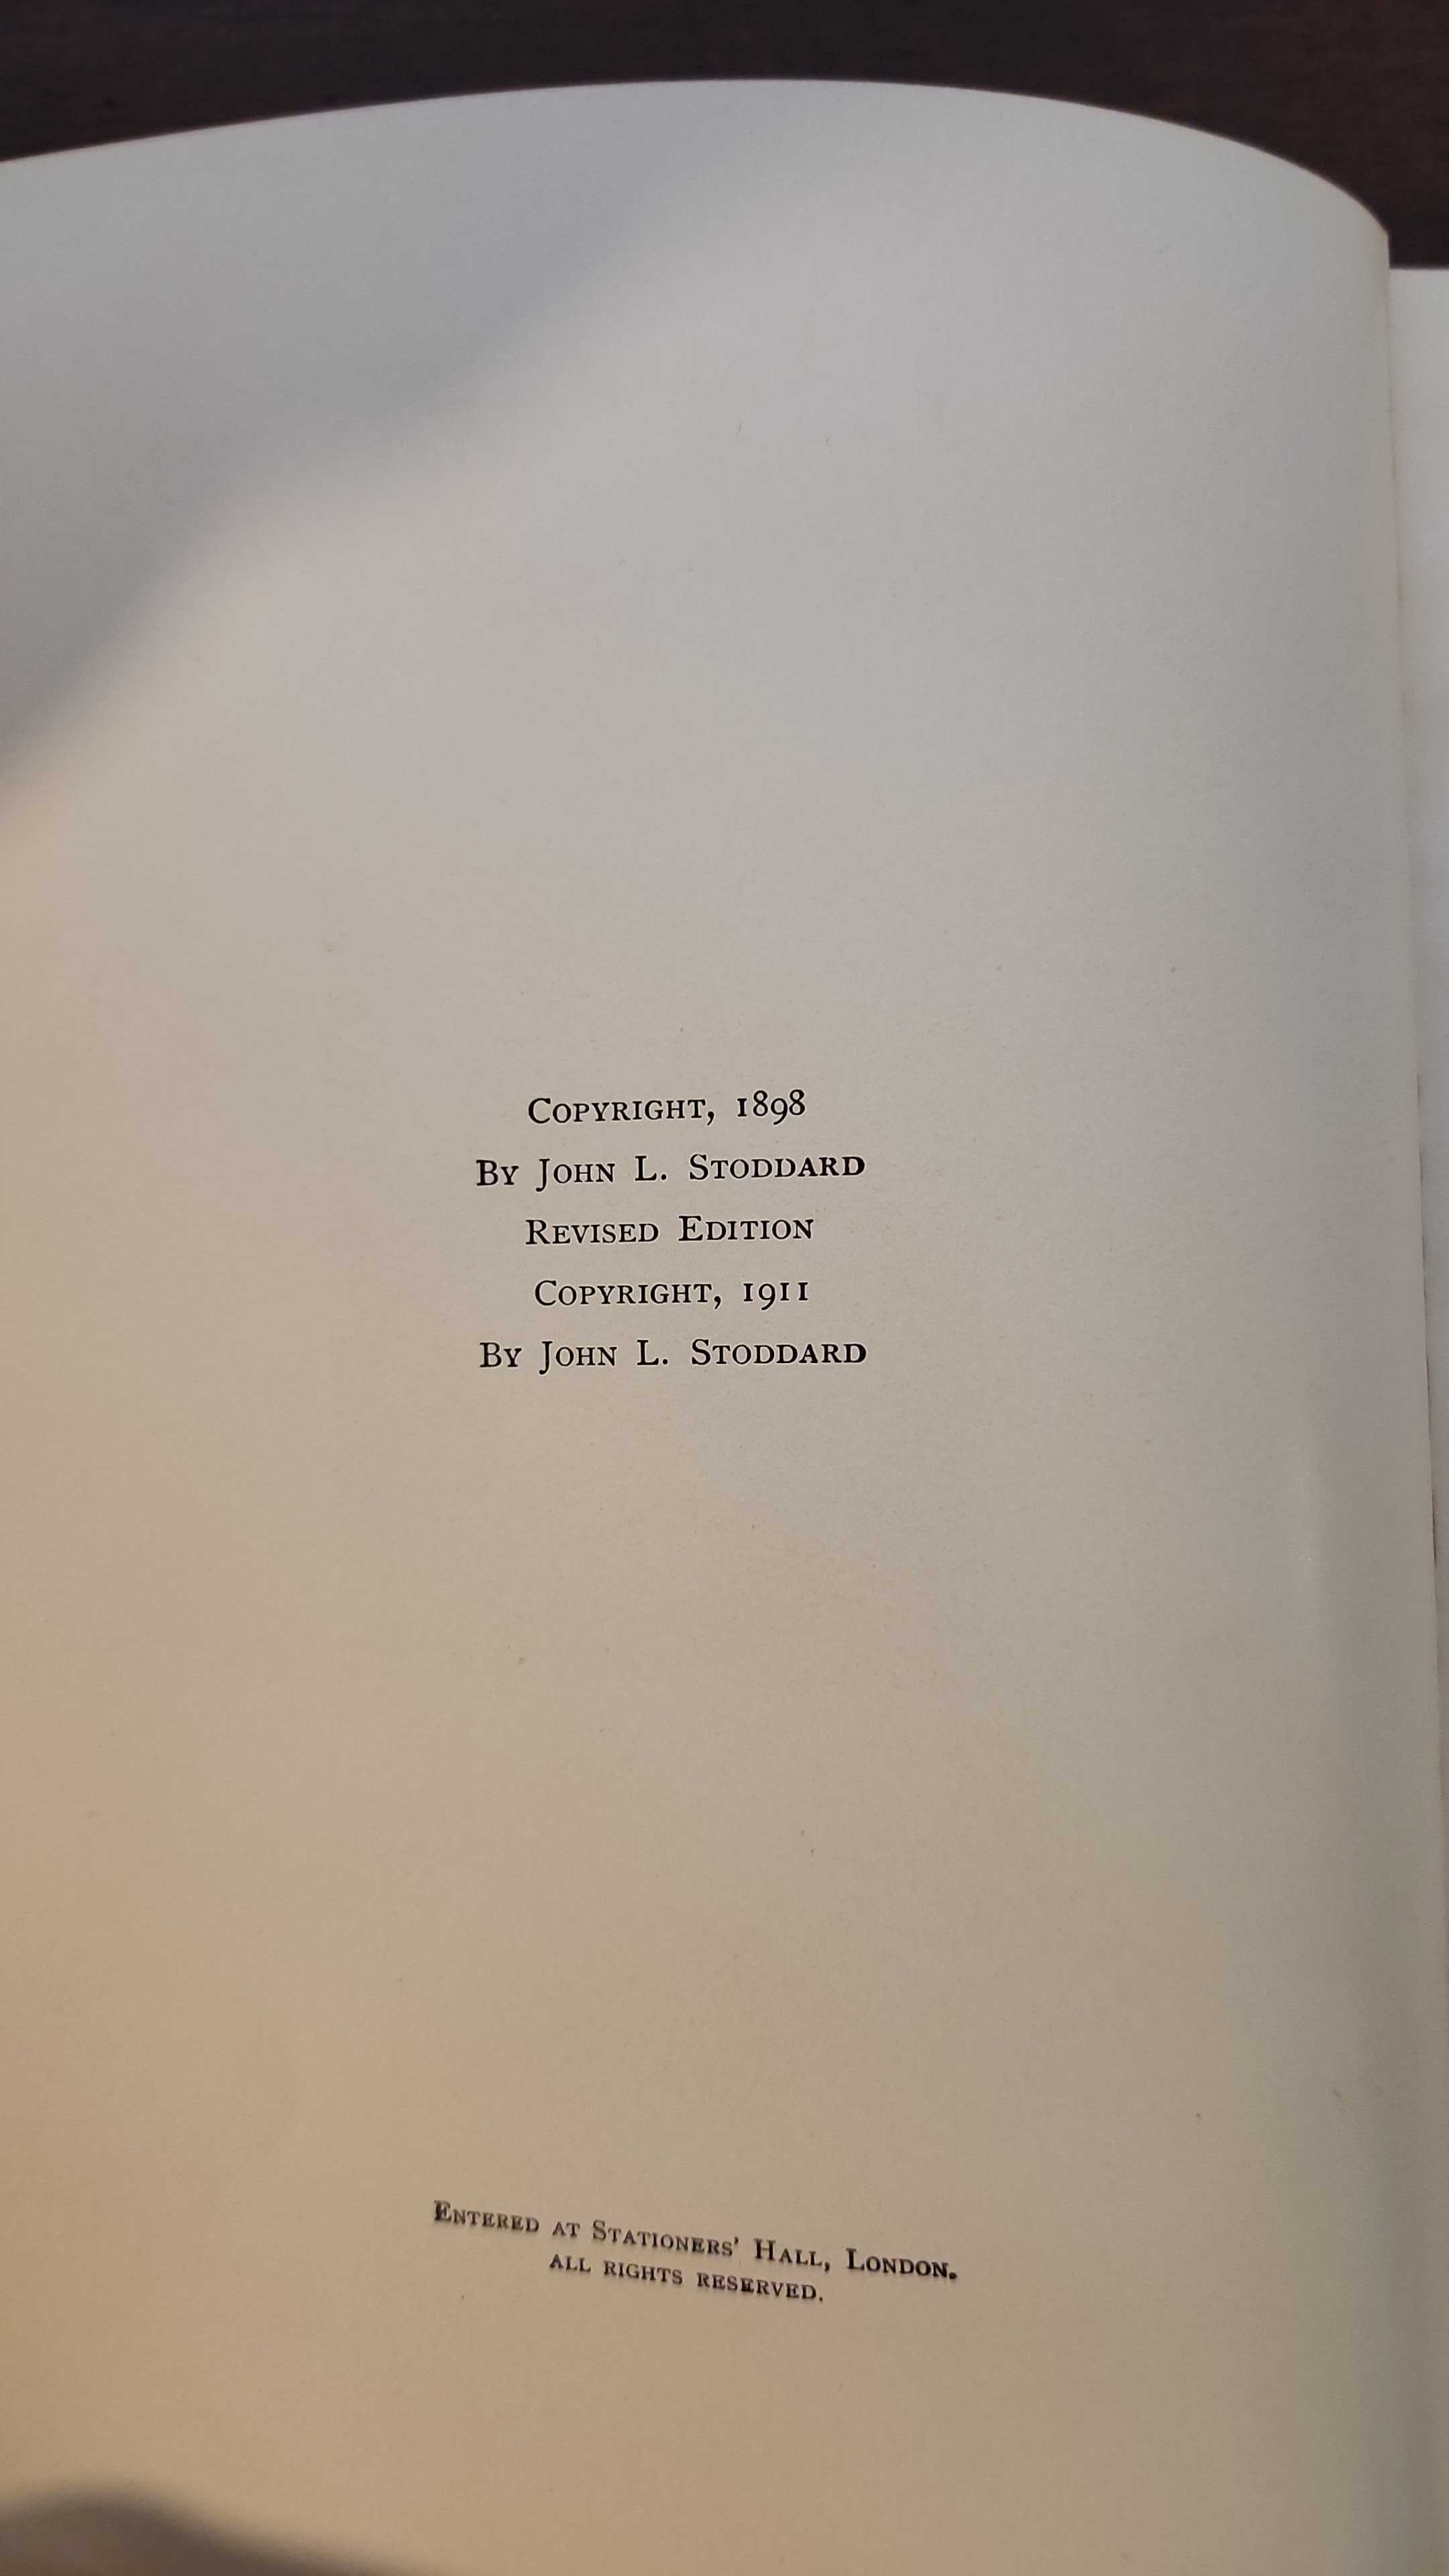 COPYRIGHT, 1898
BY JOHN L. STODDARD
REVISED EDITION
COPYRIGHT, 1911
BY JOHN L. STODDARD
ENTERED AT STATIONERS' HALL, LONDON.
ALL RIGHTS RESERVED.